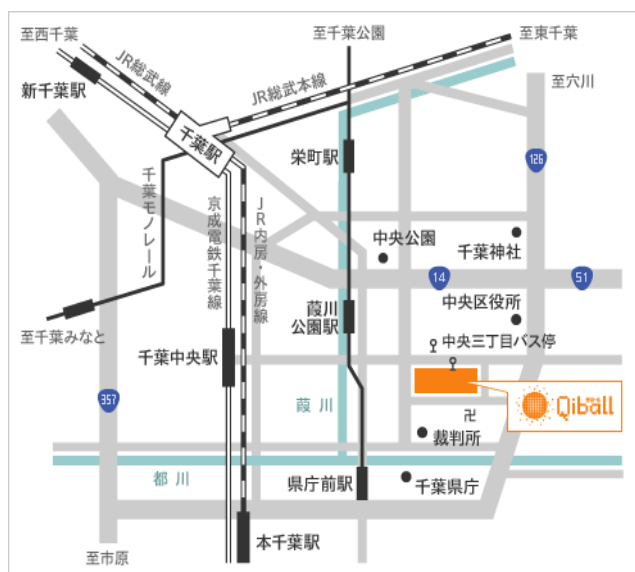 至西千葉
至千葉公園
至東千葉
JR総武線
JR総武本線
新千葉駅
至穴川
千葉駅
栄町駅
126
千葉モノレール
京成電鉄千葉線
JR内房・外房線
中央公園
千葉神社
14
51
葭川
公園駅
中央区役所
至千葉みなと
千葉中央駅
中央三丁目バス停
357
葭川
Qiball
卍
裁判所
都川
県庁前駅
千葉県庁
本千葉駅
至市原